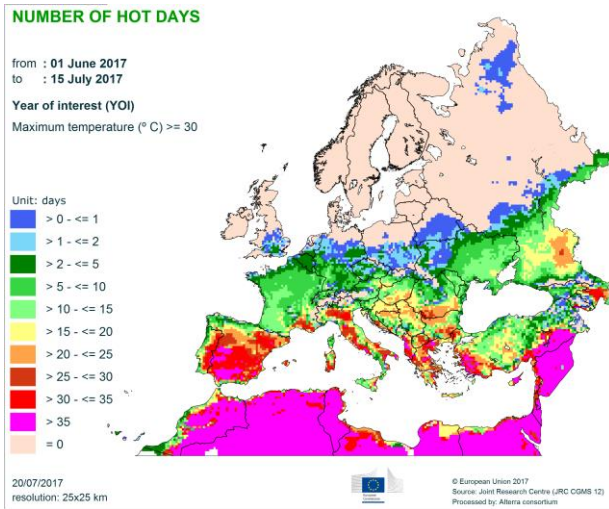 NUMBER OF HOT DAYS
from : 01 June 2017
to : 15 July 2017
Year of interest (YOI)
Maximum temperature (º C) >= 30
Unit: days
> 0 - <= 1
> 1 - <= 2
> 2 - <= 5
> 5 - <= 10
> 10 - <= 15
> 15 - <= 20
> 20 - <= 25
> 25 - <= 30
> 30 - <= 35
> 35
= 0
20/07/2017
resolution: 25x25 km
© European Union 2017
Source: Joint Research Centre (JRC CGMS 12)
Processed by: Alterra consortium